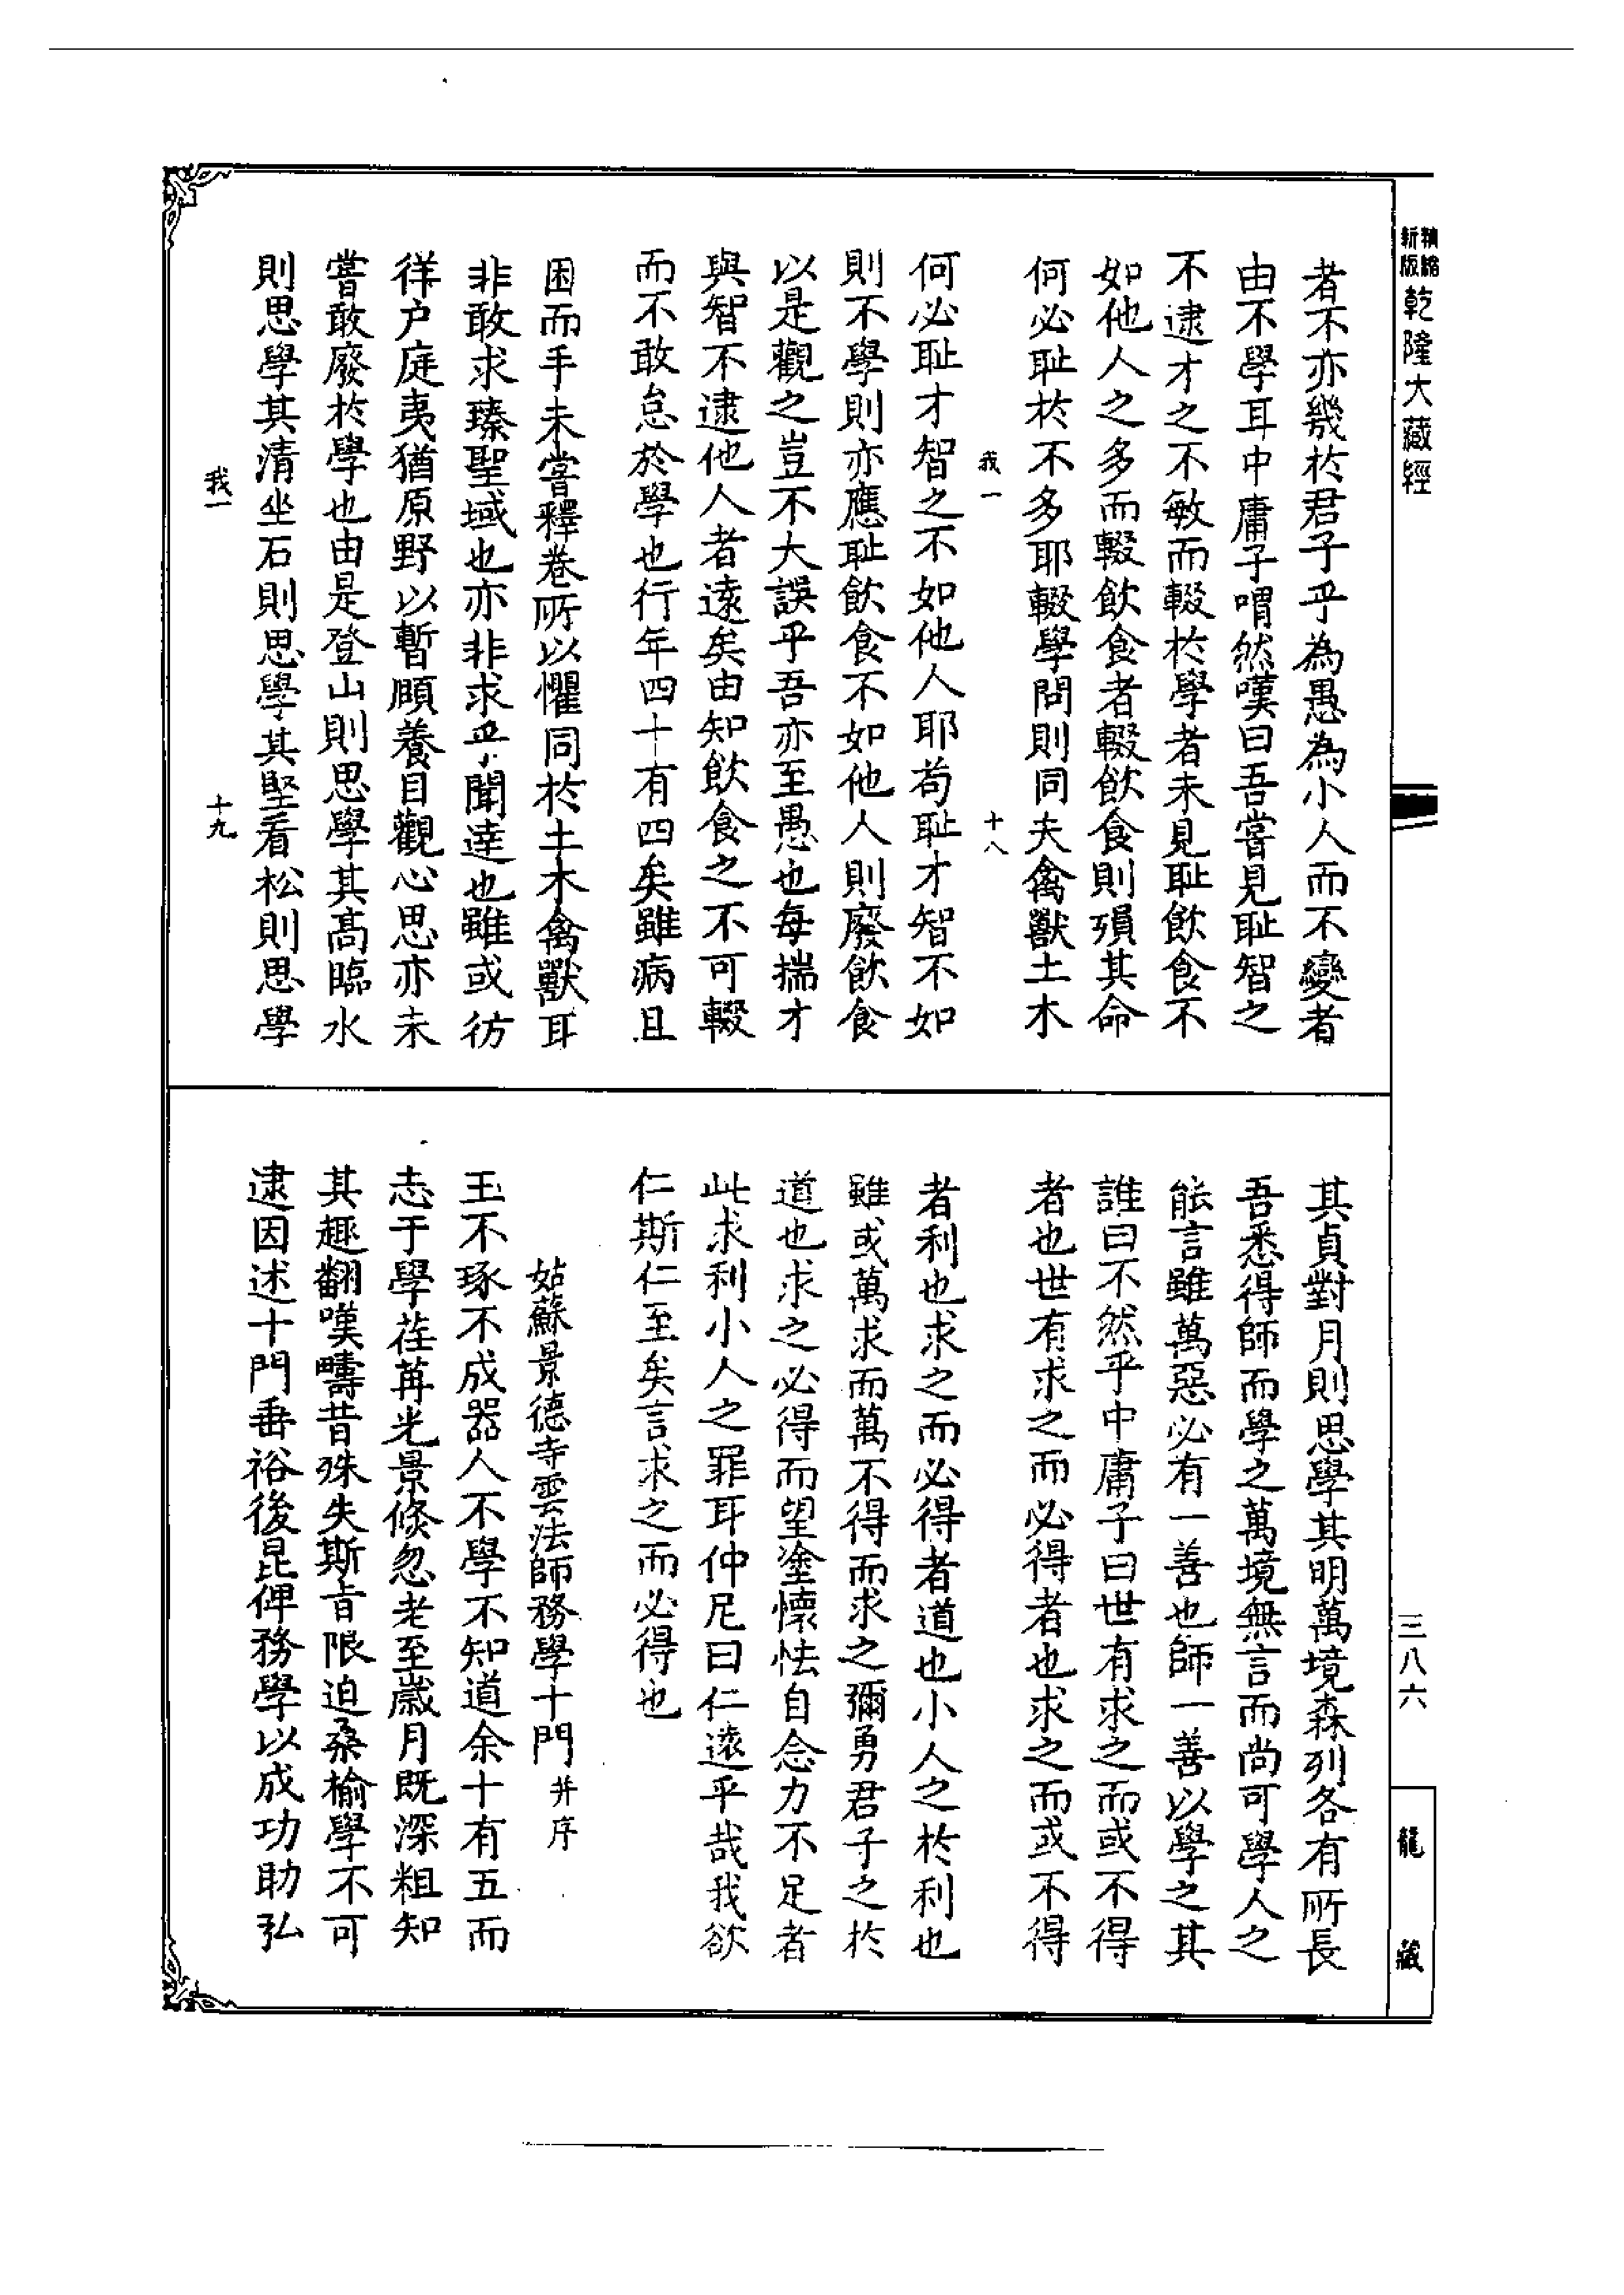 新版精縮乾隆大藏經
者不亦幾於君子乎為愚為小人而不變者
由不學耳中庸子喟然嘆曰吾嘗見恥智之
不逮才之不敏而輟於學者未見恥飲食不
如他人之多而輟飲食者輟飲食則殞其命
何必恥於不多耶輟學問則同夫禽獸土木
我一 十八
何必恥才智之不如他人耶苟恥才智不如
則不學則亦應恥飲食不如他人則廢飲食
以是觀之豈不大誤乎吾亦至愚也每揣才
與智不逮他人者遠矣由知飲食之不可輟
而不敢怠於學也行年四十有四矣雖病且
困而手未嘗釋卷所以懼同於土木禽獸耳
非敢求臻聖域也亦非求乎聞達也雖或彷
徉户庭夷猶原野以暫頤養目觀心思亦未
嘗敢廢於學也由是登山則思學其高臨水
則思學其清坐石則思學其堅看松則思學
我一 十九
其貞對月則思學其明萬境森列各有所長
吾悉得師而學之萬境無言而尚可學人之
能言雖萬惡必有一善也師一善以學之其
誰曰不然乎中庸子曰世有求之而或不得
者也世有求之而必得者也求之而或不得
者利也求之而必得者道也小人之於利也
雖或萬求而萬不得而求之彌勇君子之於
道也求之必得而望塗懷怯自念力不足者
此求利小人之罪耳仲尼曰仁遠乎哉我欲
仁斯仁至矣言求之而必得也
姑蘇景德寺雲法師務學十門并序
玉不琢不成器人不學不知道余十有五而
志于學荏苒光景倏忽老至歲月既深粗知
其趣翻嘆疇昔殊失斯旨限迫桑榆學不可
逮因述十門垂裕後昆俾務學以成功助弘
三八六
龍藏